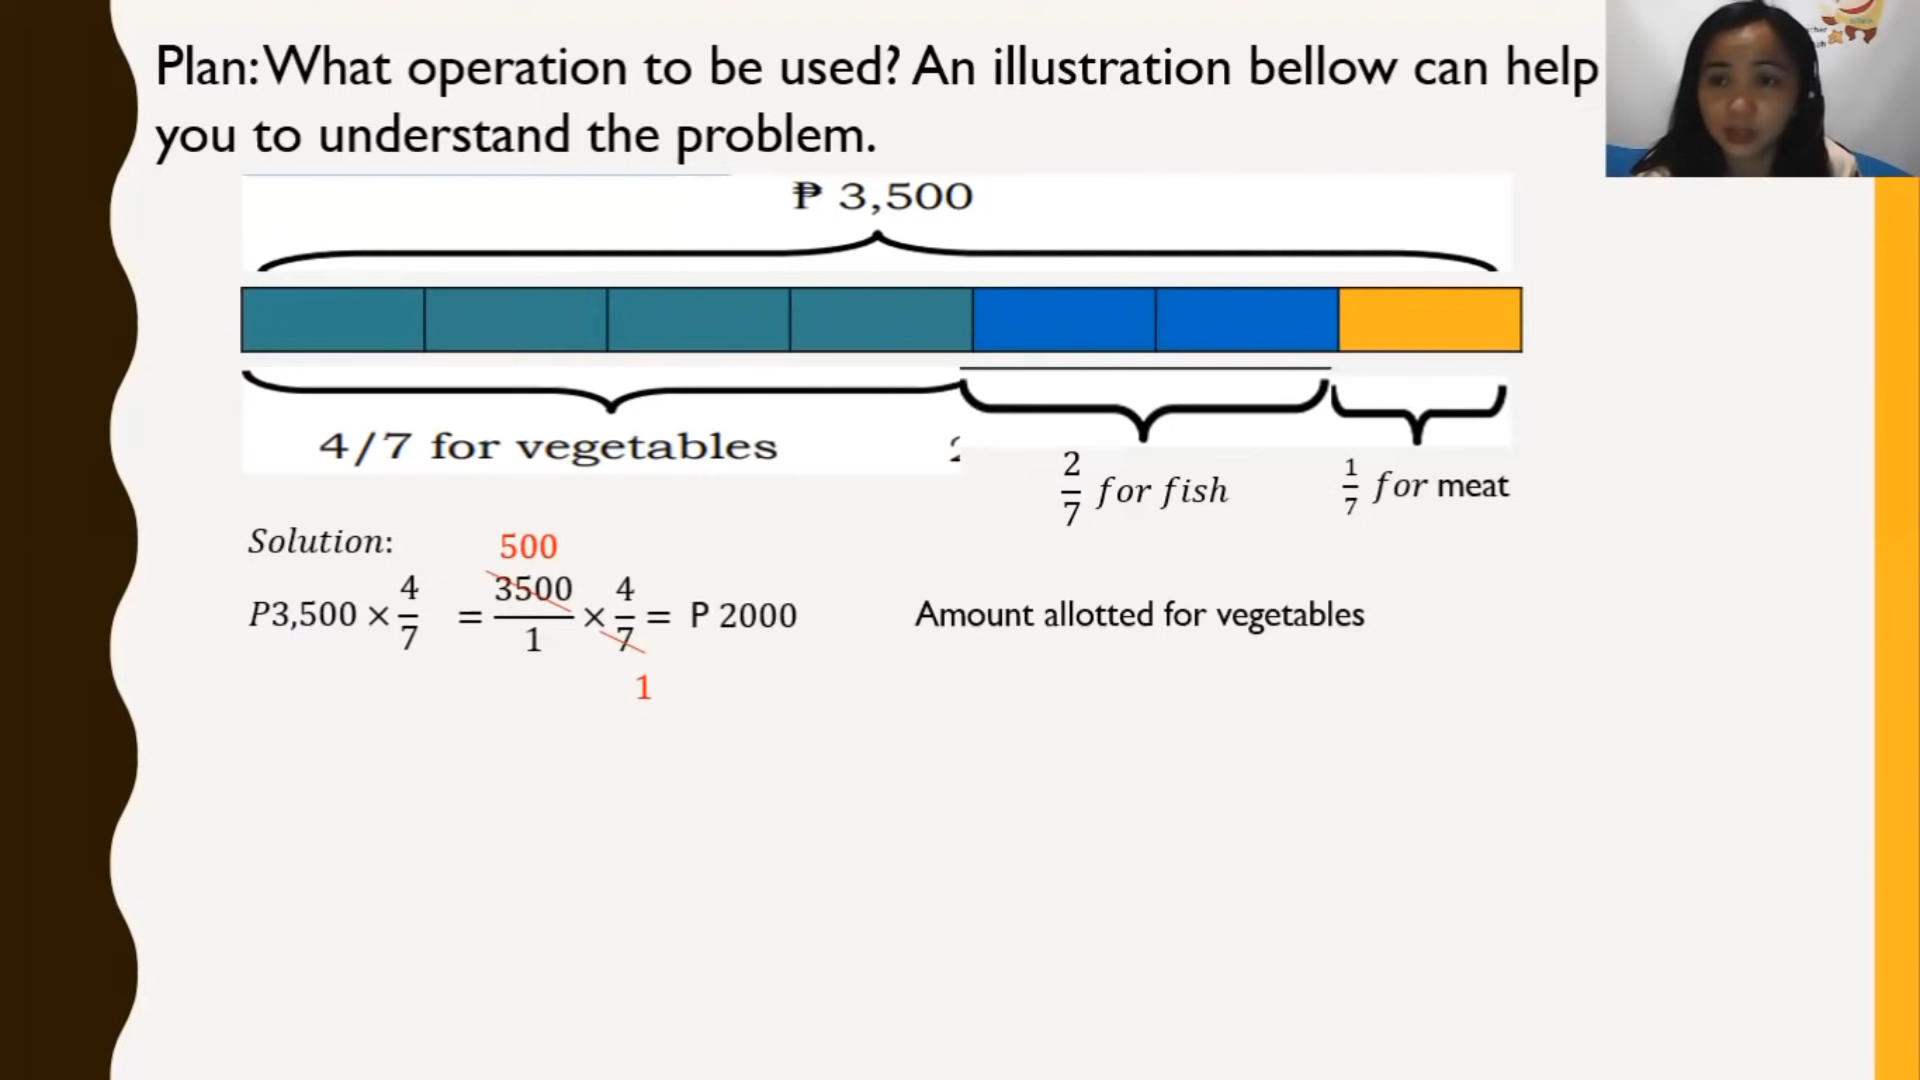 Plan: What operation to be used? An illustration bellow can help
you to understand the problem.
₱ 3,500
4/7 for vegetables
2/7 for fish
1/7 for meat
Solution:
500
P3,500 × 4/7 = 3500/1 × 4/7 = P 2000
Amount allotted for vegetables
1